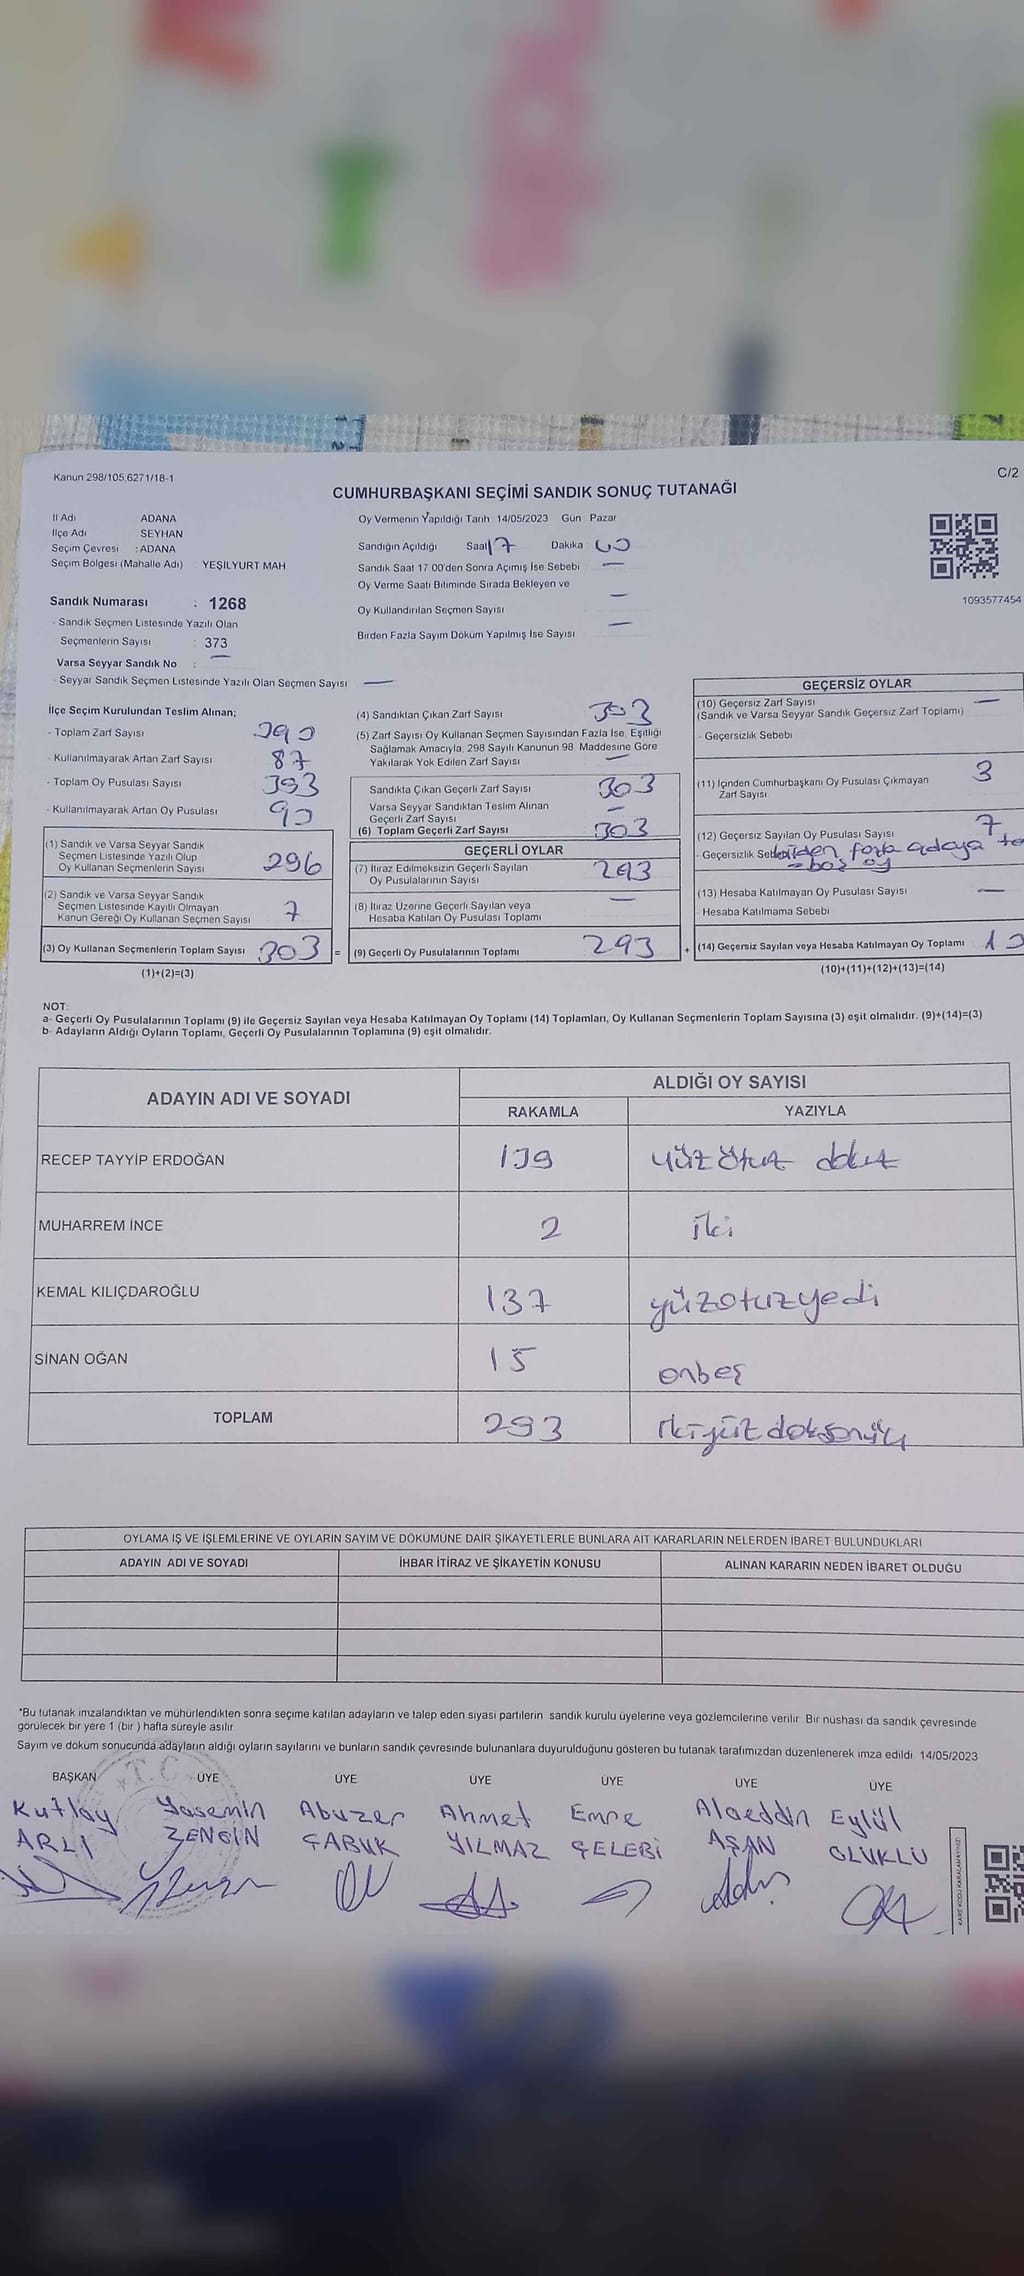 Kanun 298/105,6271/18-1
C/2
CUMHURBAŞKANI SEÇİMİ SANDIK SONUÇ TUTANAĞI
İl Adı ADANA
İlçe Adı SEYHAN
Seçim Çevresi : ADANA
Seçim Bölgesi (Mahalle Adı) YEŞİLYURT MAH
Sandık Numarası : 1268
- Sandık Seçmen Listesinde Yazılı Olan
Seçmenlerin Sayısı : 373
Varsa Seyyar Sandık No : —
- Seyyar Sandık Seçmen Listesinde Yazılı Olan Seçmen Sayısı —
Oy Vermenin Yapıldığı Tarih 14/05/2023 Gün Pazar
Sandığın Açıldığı Saat 17 Dakika 00
Sandık Saat 17 00'den Sonra Açımış İse Sebebi —
Oy Verme Saati Bitiminde Sırada Bekleyen ve
Oy Kullandırılan Seçmen Sayısı —
Birden Fazla Sayım Döküm Yapılmış İse Sayısı —
1093577454
İlçe Seçim Kurulundan Teslim Alınan;
- Toplam Zarf Sayısı 390
- Kullanılmayarak Artan Zarf Sayısı 87
- Toplam Oy Pusulası Sayısı 393
- Kullanılmayarak Artan Oy Pusulası 90
(1) Sandık ve Varsa Seyyar Sandık
Seçmen Listesinde Yazılı Olup
Oy Kullanan Seçmenlerin Sayısı 296
(2) Sandık ve Varsa Seyyar Sandık
Seçmen Listesinde Kayıtlı Olmayan
Kanun Gereği Oy Kullanan Seçmen Sayısı 7
(3) Oy Kullanan Seçmenlerin Toplam Sayısı 303 =
(1)+(2)=(3)
(4) Sandıktan Çıkan Zarf Sayısı 303
(5) Zarf Sayısı Oy Kullanan Seçmen Sayısından Fazla İse, Eşitliği
Sağlamak Amacıyla, 298 Sayılı Kanunun 98 Maddesine Göre
Yakılarak Yok Edilen Zarf Sayısı —
Sandıkta Çıkan Geçerli Zarf Sayısı 303
Varsa Seyyar Sandıktan Teslim Alınan
Geçerli Zarf Sayısı —
(6) Toplam Geçerli Zarf Sayısı 303
GEÇERLİ OYLAR
(7) İtiraz Edilmeksizin Geçerli Sayılan
Oy Pusulalarının Sayısı 293
(8) İtiraz Üzerine Geçerli Sayılan veya
Hesaba Katılan Oy Pusulası Toplamı —
(9) Geçerli Oy Pusulalarının Toplamı 293 +
GEÇERSİZ OYLAR
(10) Geçersiz Zarf Sayısı —
(Sandık ve Varsa Seyyar Sandık Geçersiz Zarf Toplamı)
- Geçersizlik Sebebi
(11) İçinden Cumhurbaşkanı Oy Pusulası Çıkmayan
Zarf Sayısı 3
(12) Geçersiz Sayılan Oy Pusulası Sayısı 7
- Geçersizlik birden fazla adaya
boş oy
(13) Hesaba Katılmayan Oy Pusulası Sayısı —
- Hesaba Katılmama Sebebi
(14) Geçersiz Sayılan veya Hesaba Katılmayan Oy Toplamı 10
(10)+(11)+(12)+(13)=(14)
NOT:
a- Geçerli Oy Pusulalarının Toplamı (9) ile Geçersiz Sayılan veya Hesaba Katılmayan Oy Toplamı (14) Toplamları, Oy Kullanan Seçmenlerin Toplam Sayısına (3) eşit olmalıdır. (9)+(14)=(3)
b- Adayların Aldığı Oyların Toplamı, Geçerli Oy Pusulalarının Toplamına (9) eşit olmalıdır.
ADAYIN ADI VE SOYADI
ALDIĞI OY SAYISI
RAKAMLA YAZIYLA
RECEP TAYYİP ERDOĞAN 139 yüz otuz dokuz
MUHARREM İNCE 2 iki
KEMAL KILIÇDAROĞLU 137 yüzotuzyedi
SİNAN OĞAN 15 onbeş
TOPLAM 293 ikiyüzdoksanüç
OYLAMA İŞ VE İŞLEMLERİNE VE OYLARIN SAYIM VE DÖKÜMÜNE DAİR ŞİKAYETLERLE BUNLARA AİT KARARLARIN NELERDEN İBARET BULUNDUKLARI
ADAYIN ADI VE SOYADI İHBAR İTİRAZ VE ŞİKAYETİN KONUSU ALINAN KARARIN NEDEN İBARET OLDUĞU
*Bu tutanak imzalandıktan ve mühürlendikten sonra seçime katılan adayların ve talep eden siyasi partilerin sandık kurulu üyelerine veya gözlemcilerine verilir Bir nüshası da sandık çevresinde
görülecek bir yere 1 (bir ) hafta süreyle asılır
Sayım ve döküm sonucunda adayların aldığı oyların sayılarını ve bunların sandık çevresinde bulunanlara duyurulduğunu gösteren bu tutanak tarafımızdan düzenlenerek imza edildi 14/05/2023
BAŞKAN ÜYE ÜYE ÜYE ÜYE ÜYE ÜYE
T.C
Kutlay Yasemin Abuzer Ahmet Emre Alaeddin Eylül
ARLI ZENGİN ÇABUK YILMAZ ÇELEBİ AŞAN OLUKLU
KARE KODU KARALAMAYINIZ!